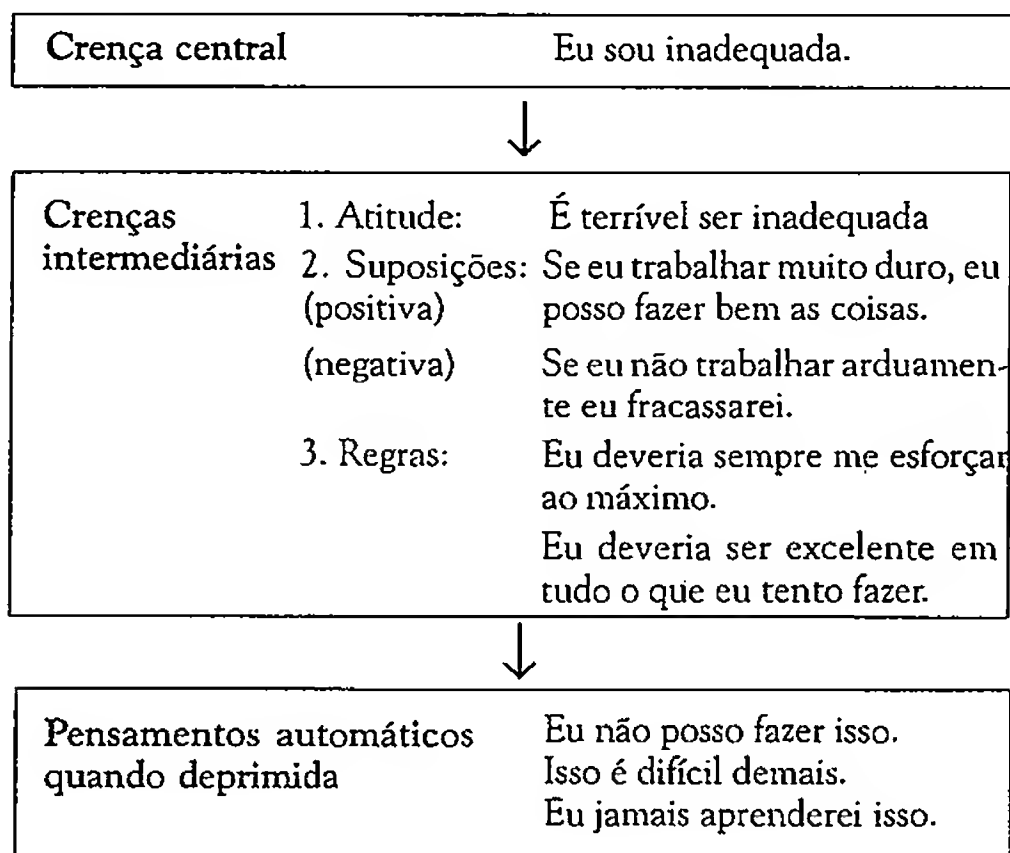 Crença central Eu sou inadequada.
Crenças 1. Atitude: É terrível ser inadequada
intermediárias 2. Suposições: Se eu trabalhar muito duro, eu
(positiva) posso fazer bem as coisas.
(negativa) Se eu não trabalhar arduamen-
te eu fracassarei.
3. Regras: Eu deveria sempre me esforçar
ao máximo.
Eu deveria ser excelente em
tudo o que eu tento fazer.
Pensamentos automáticos Eu não posso fazer isso.
quando deprimida Isso é difícil demais.
Eu jamais aprenderei isso.